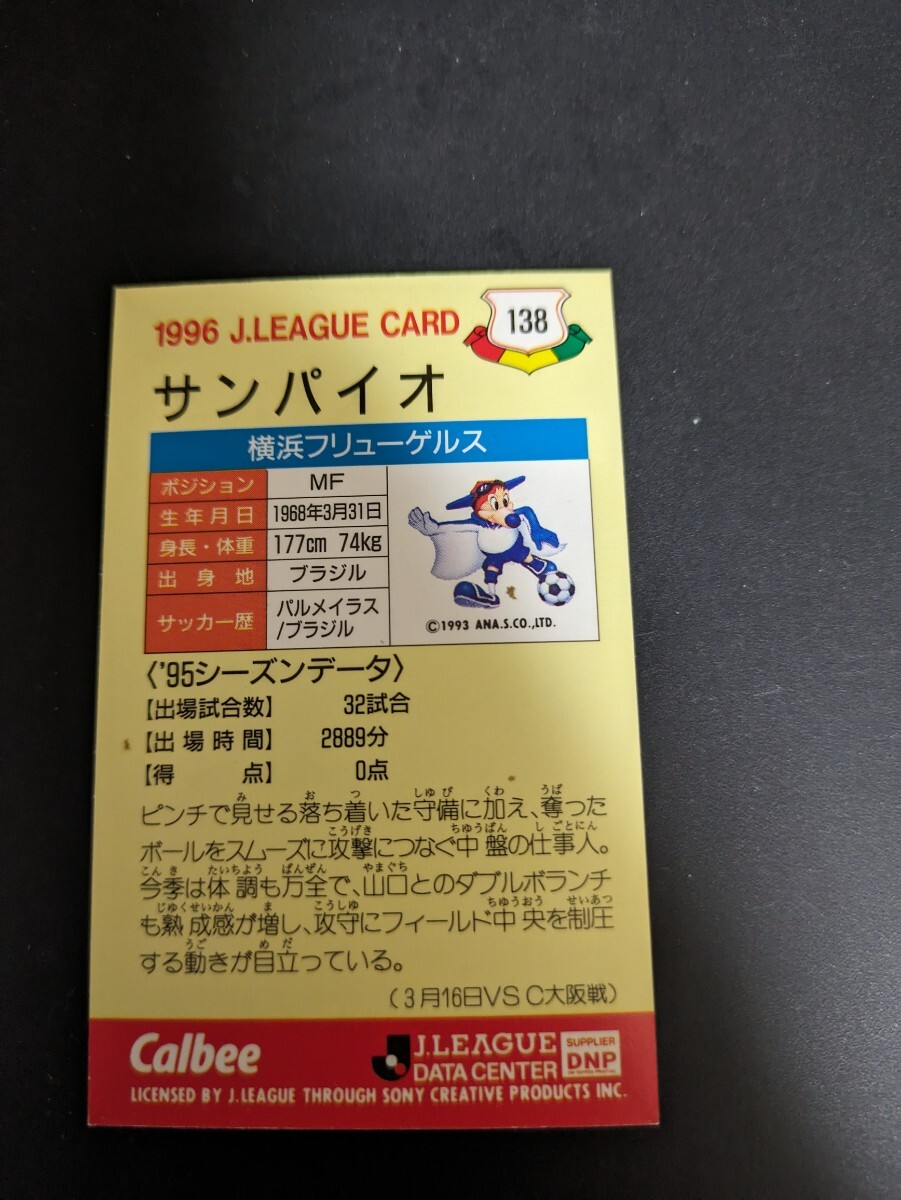 1996 J.LEAGUE CARD
138
サンパイオ
横浜フリューゲルス
ポジション MF
生年月日 1968年3月31日
身長・体重 177cm 74kg
出身地 ブラジル
サッカー歴 パルメイラス
/ブラジル
©1993 ANA.S.CO.,LTD.
〈'95シーズンデータ〉
【出場試合数】 32試合
【出場時間】 2889分
【得点】 0点
ピンチで見せる落ち着いた守備に加え、奪った
ボールをスムーズに攻撃につなぐ中盤の仕事人。
今季は体調も万全で、山口とのダブルボランチ
も熟成感が増し、攻守にフィールド中央を制圧
する動きが目立っている。
(3月16日VS C大阪戦)
Calbee
J.LEAGUE
DATA CENTER
SUPPLIER
DNP
LICENSED BY J.LEAGUE THROUGH SONY CREATIVE PRODUCTS INC.